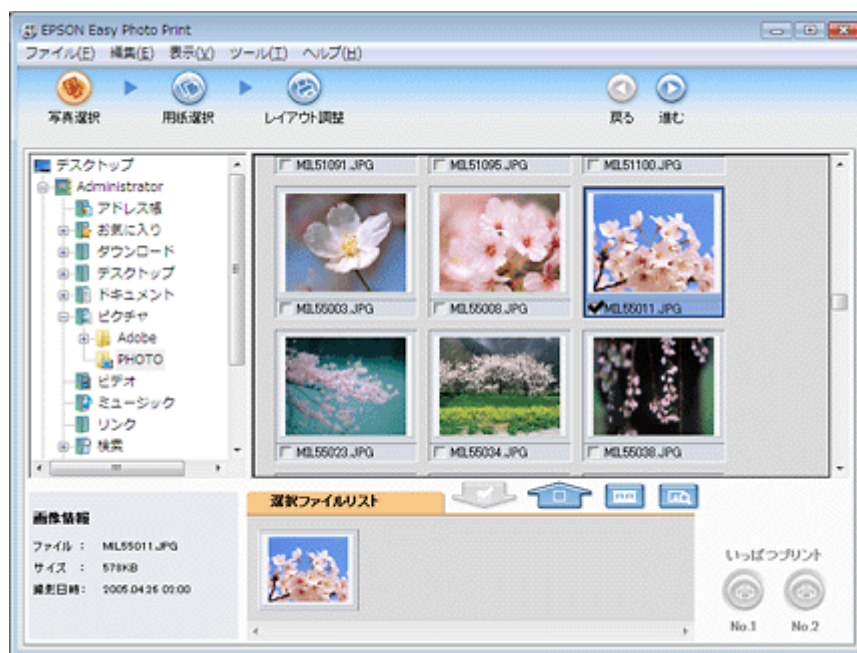 EPSON Easy Photo Print
ファイル(F) 編集(E) 表示(V) ツール(T) ヘルプ(H)
写真選択 用紙選択 レイアウト調整 戻る 進む
デスクトップ
Administrator
アドレス帳
お気に入り
ダウンロード
デスクトップ
ドキュメント
ピクチャ
Adobe
PHOTO
ビデオ
ミュージック
リンク
検索
MIL51091.JPG MIL51095.JPG MIL51100.JPG
MIL55003.JPG MIL55008.JPG MIL55011.JPG
MIL55023.JPG MIL55034.JPG MIL55038.JPG
画像情報
ファイル : MIL55011.JPG
サイズ : 578KB
撮影日時: 2005.04.26 02:00
選択ファイルリスト
いっぱつプリント
No.1 No.2